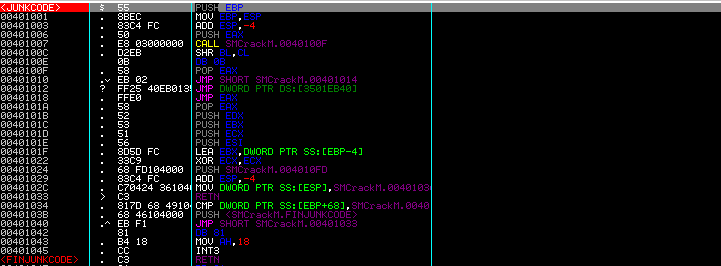 <JUNKCODE> $ 55 PUSH EBP
00401001 . 8BEC MOV EBP,ESP
00401003 . 83C4 FC ADD ESP,-4
00401006 . 50 PUSH EAX
00401007 . E8 03000000 CALL SMCrackM.0040100F
0040100C . D2EB SHR BL,CL
0040100E 0B DB 0B
0040100F . 58 POP EAX
00401010 .v EB 02 JMP SHORT SMCrackM.00401014
00401012 ? FF25 40EB0135 JMP DWORD PTR DS:[3501EB40]
00401018 . FFE0 JMP EAX
0040101A . 58 POP EAX
0040101B . 52 PUSH EDX
0040101C . 53 PUSH EBX
0040101D . 51 PUSH ECX
0040101E . 56 PUSH ESI
0040101F . 8D5D FC LEA EBX,DWORD PTR SS:[EBP-4]
00401022 . 33C9 XOR ECX,ECX
00401024 . 68 FD104000 PUSH SMCrackM.004010FD
00401029 . 83C4 FC ADD ESP,-4
0040102C . C70424 361040 MOV DWORD PTR SS:[ESP],SMCrackM.0040103
00401033 > C3 RETN
00401034 . 817D 68 4910 CMP DWORD PTR SS:[EBP+68],SMCrackM.0040
0040103B . 68 46104000 PUSH <SMCrackM.FINJUNKCODE>
00401040 .^ EB F1 JMP SHORT SMCrackM.00401033
00401042 81 DB 81
00401043 . B4 18 MOV AH,18
00401045 . CC INT3
<FINJUNKCODE> . C3 RETN